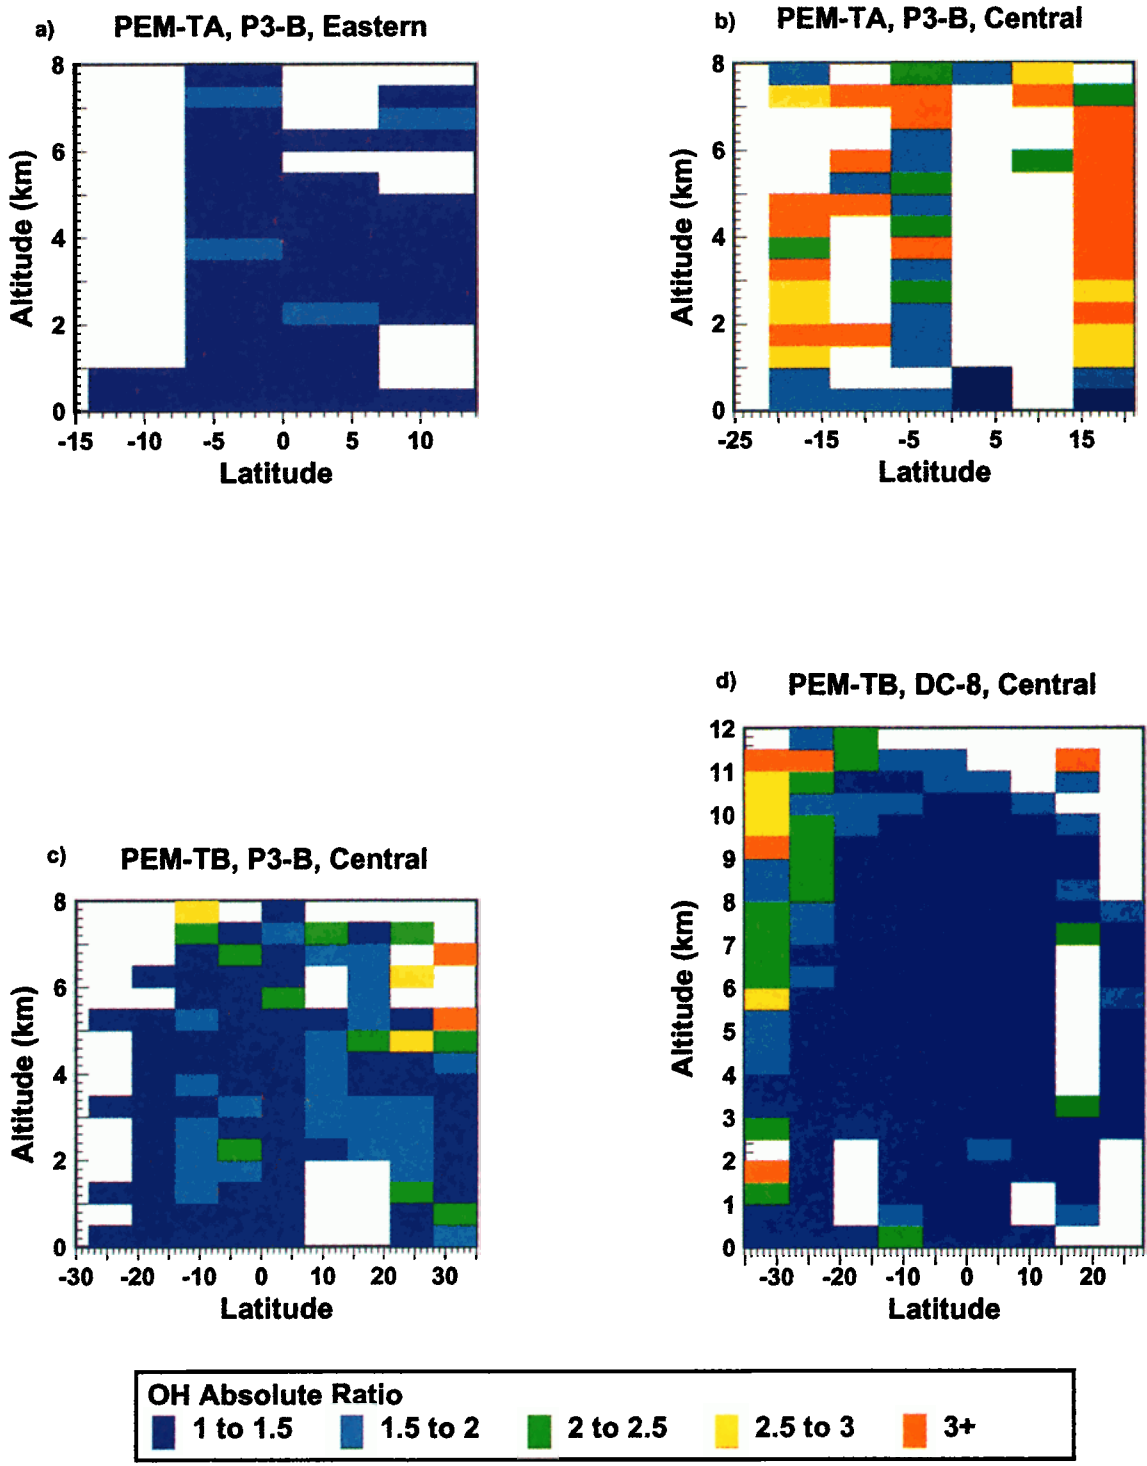 a) PEM-TA, P3-B, Eastern
8
6
4
2
0
Altitude (km)
-15 -10 -5 0 5 10
Latitude
b) PEM-TA, P3-B, Central
8
6
4
2
0
Altitude (km)
-25 -15 -5 5 15
Latitude
c) PEM-TB, P3-B, Central
8
6
4
2
0
Altitude (km)
-30 -20 -10 0 10 20 30
Latitude
d) PEM-TB, DC-8, Central
12
11
10
9
8
7
6
5
4
3
2
1
0
Altitude (km)
-30 -20 -10 0 10 20
Latitude
OH Absolute Ratio
1 to 1.5 1.5 to 2 2 to 2.5 2.5 to 3 3+